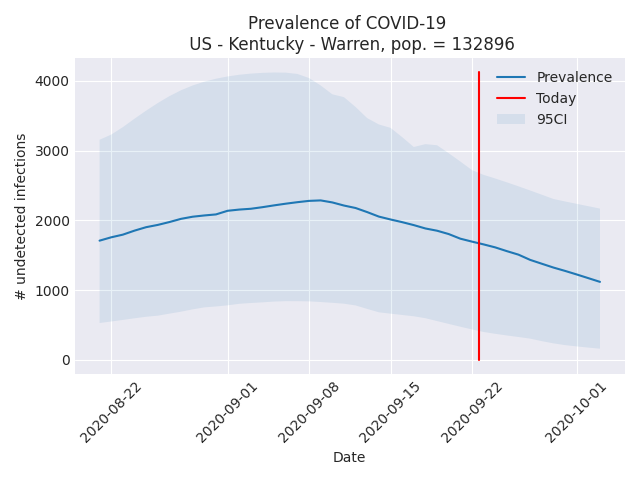 Prevalence of COVID-19
US - Kentucky - Warren, pop. = 132896
# undetected infections
4000
3000
2000
1000
0
Prevalence
Today
95CI
2020-08-22
2020-09-01
2020-09-08
2020-09-15
2020-09-22
2020-10-01
Date